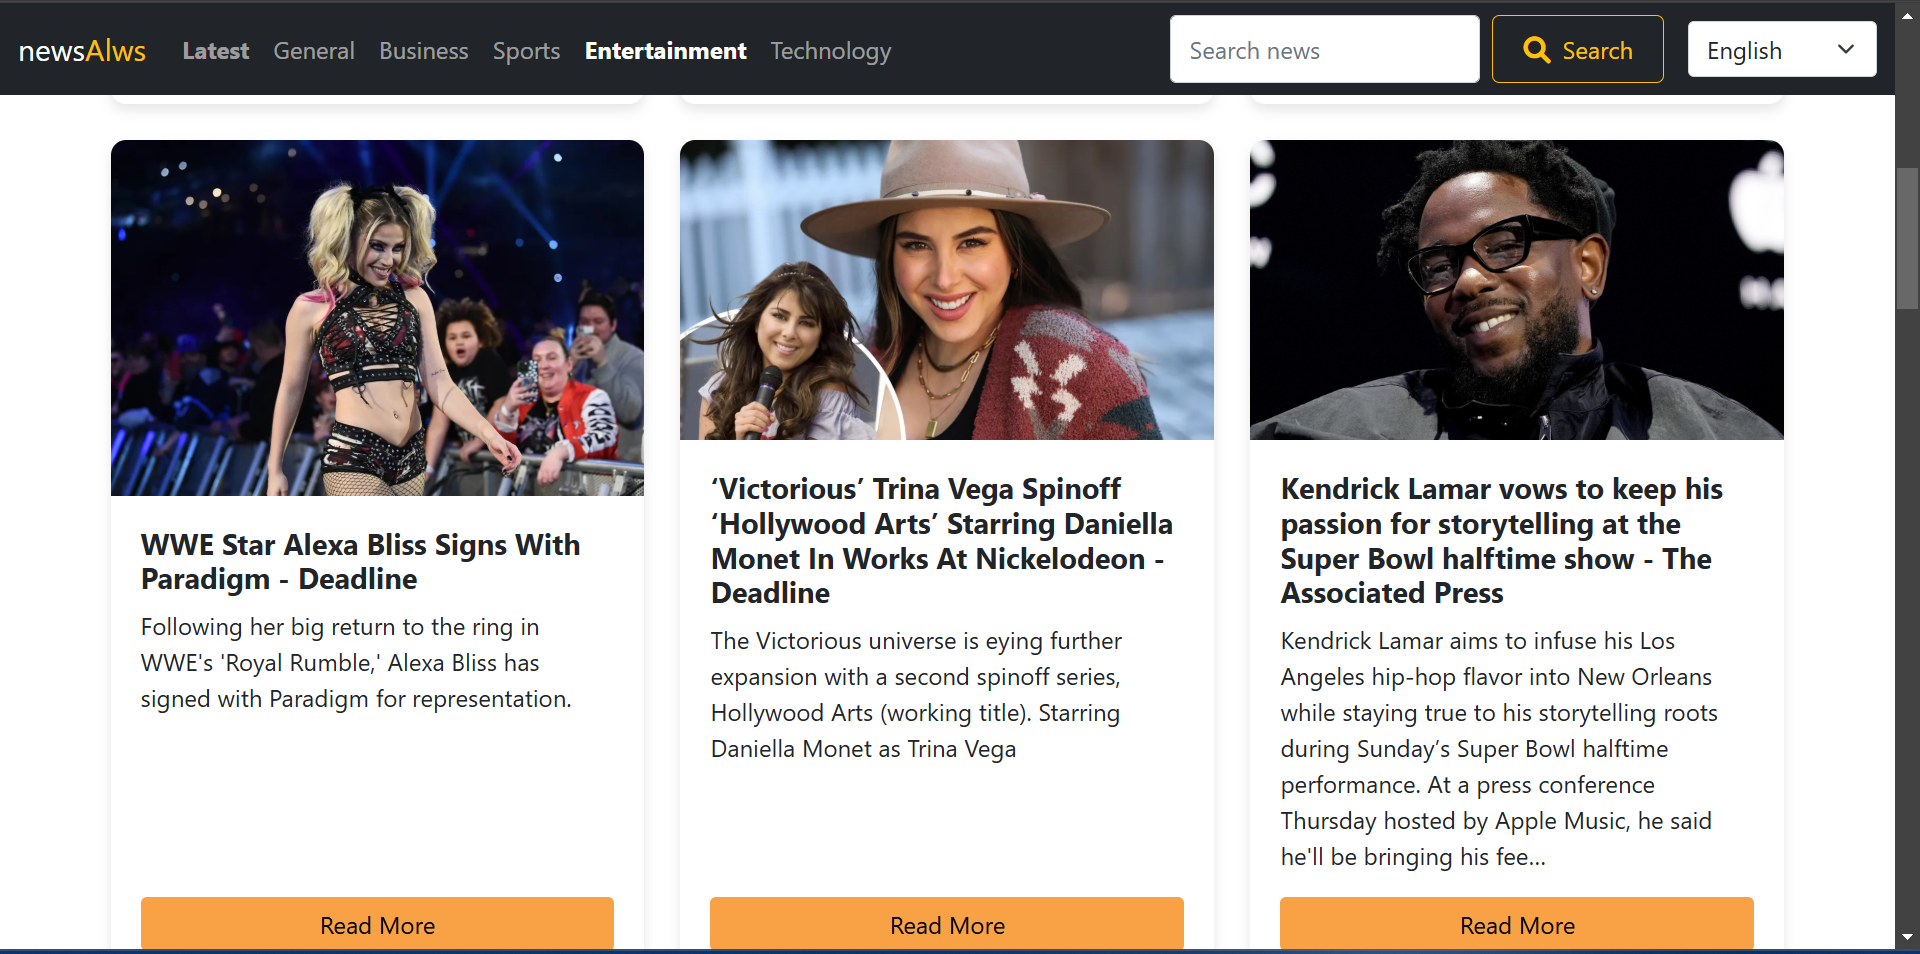 newsAlws Latest General Business Sports Entertainment Technology Search news Search English
WWE Star Alexa Bliss Signs With
Paradigm - Deadline
Following her big return to the ring in
WWE's 'Royal Rumble,' Alexa Bliss has
signed with Paradigm for representation.
Read More
‘Victorious’ Trina Vega Spinoff
‘Hollywood Arts’ Starring Daniella
Monet In Works At Nickelodeon -
Deadline
The Victorious universe is eying further
expansion with a second spinoff series,
Hollywood Arts (working title). Starring
Daniella Monet as Trina Vega
Read More
Kendrick Lamar vows to keep his
passion for storytelling at the
Super Bowl halftime show - The
Associated Press
Kendrick Lamar aims to infuse his Los
Angeles hip-hop flavor into New Orleans
while staying true to his storytelling roots
during Sunday’s Super Bowl halftime
performance. At a press conference
Thursday hosted by Apple Music, he said
he'll be bringing his fee…
Read More